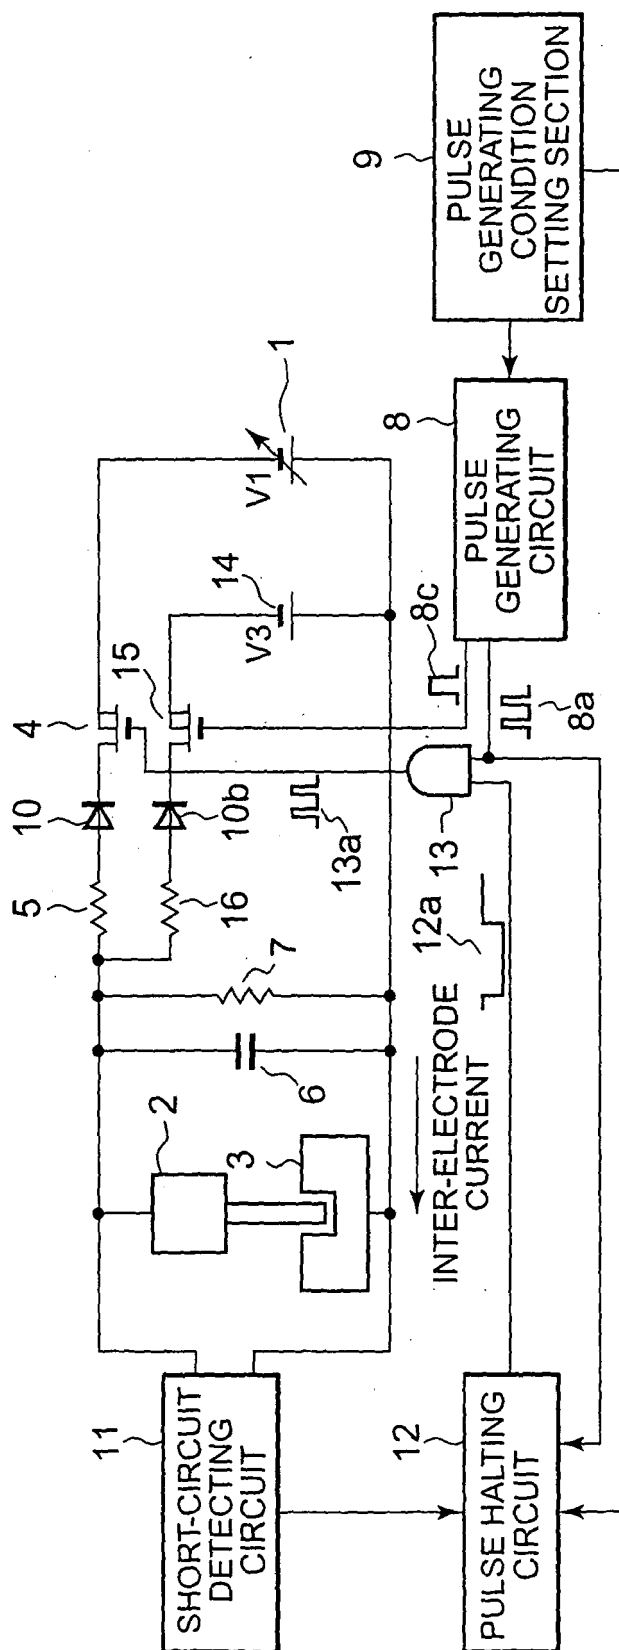 11
SHORT-CIRCUIT
DETECTING
CIRCUIT
2
3
6
7
5
16
10
10b
4
15
V3
14
V1
1
12
PULSE HALTING
CIRCUIT
INTER-ELECTRODE
CURRENT
12a
13a
13
8a
8c
8
PULSE
GENERATING
CIRCUIT
9
PULSE
GENERATING
CONDITION
SETTING SECTION